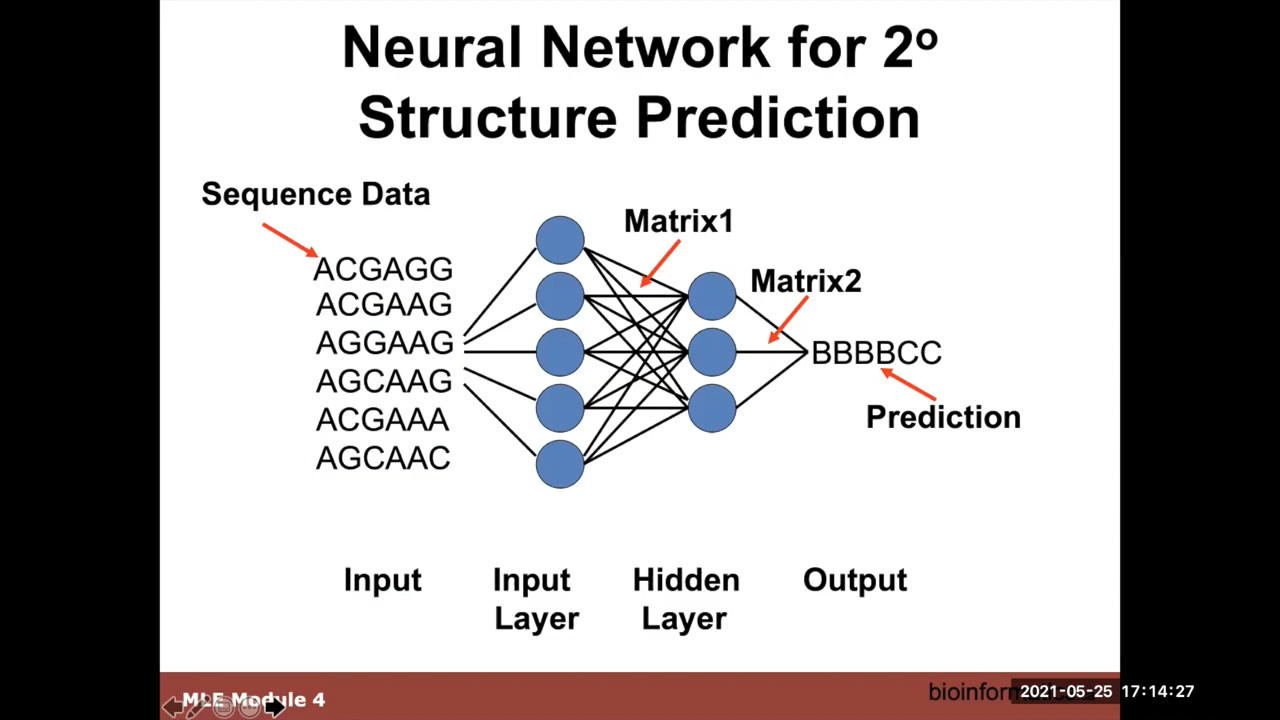 Neural Network for 2o
Structure Prediction
Sequence Data
Matrix1
ACGAGG
Matrix2
ACGAAG
AGGAAG
BBBBCC
AGCAAG
Prediction
ACGAAA
AGCAAC
Input
Input
Layer
Hidden
Layer
Output
MLE Module 4
2021-05-25 17:14:27